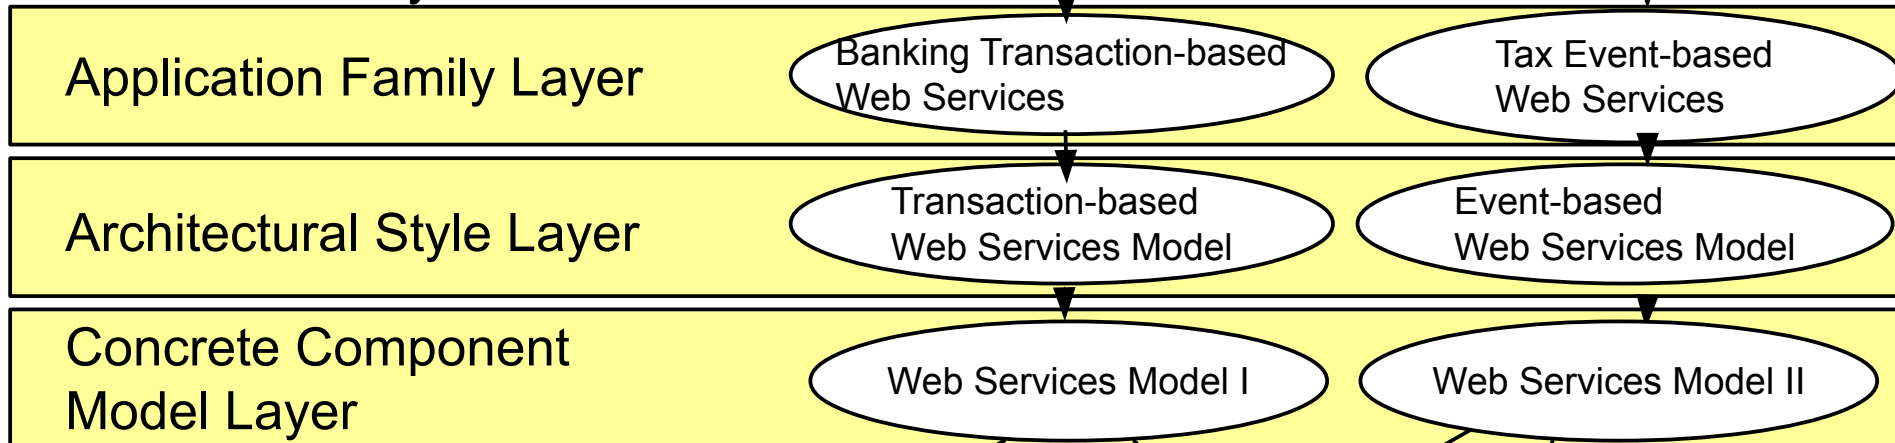 Application Family Layer
Banking Transaction-based
Web Services
Tax Event-based
Web Services
Architectural Style Layer
Transaction-based
Web Services Model
Event-based
Web Services Model
Concrete Component
Model Layer
Web Services Model I
Web Services Model II